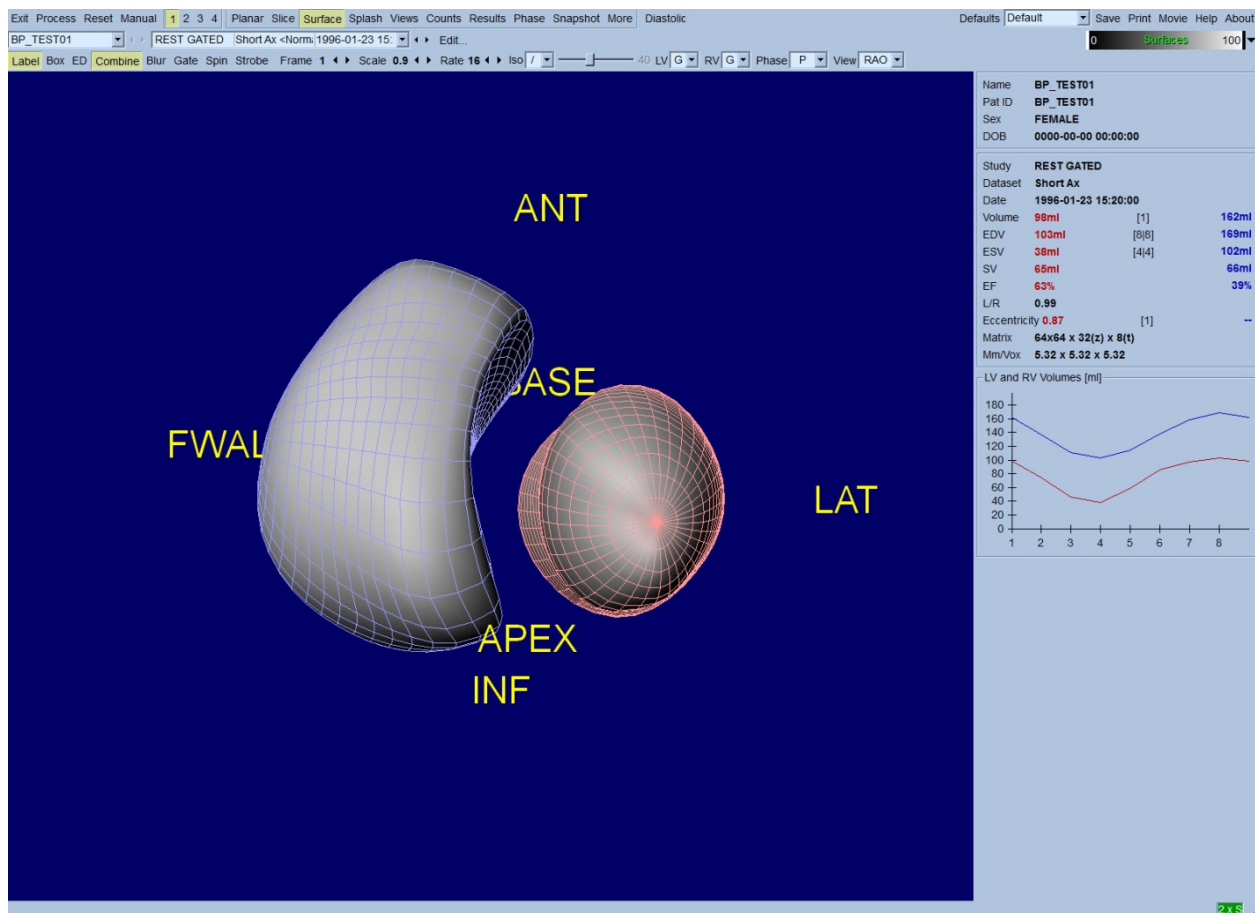 Exit Process Reset Manual 1 2 3 4 Planar Slice Surface Splash Views Counts Results Phase Snapshot More Diastolic Defaults Default Save Print Movie Help About
BP_TEST01 REST GATED Short Ax <Norm 1996-01-23 15: Edit... 0 Surfaces 100
Label Box ED Combine Blur Gate Spin Strobe Frame 1 Scale 0.9 Rate 16 Iso / 40 LV G RV G Phase P View RAO
ANT
BASE
FWAL
LAT
APEX
INF
Name BP_TEST01
Pat ID BP_TEST01
Sex FEMALE
DOB 0000-00-00 00:00:00
Study REST GATED
Dataset Short Ax
Date 1996-01-23 15:20:00
Volume 98ml [1] 162ml
EDV 103ml [8|8] 169ml
ESV 38ml [4|4] 102ml
SV 65ml 66ml
EF 63% 39%
L/R 0.99
Eccentricity 0.87 [1] --
Matrix 64x64 x 32(z) x 8(t)
Mm/Vox 5.32 x 5.32 x 5.32
LV and RV Volumes [ml]
180
160
140
120
100
80
60
40
20
0
1 2 3 4 5 6 7 8
2 x S